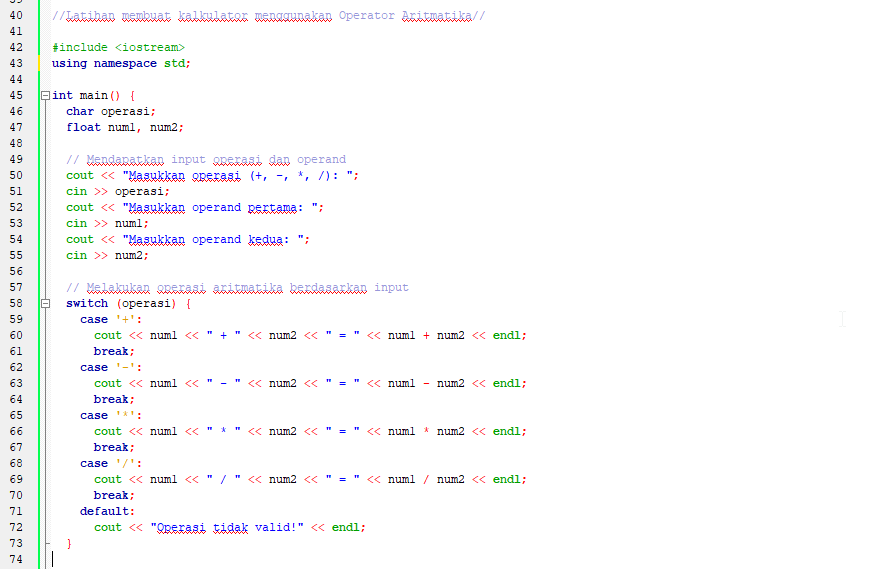 40 //Latihan membuat kalkulator menggunakan Operator Aritmatika//
41
42 #include <iostream>
43 using namespace std;
44
45 int main() {
46 char operasi;
47 float num1, num2;
48
49 // Mendapatkan input operasi dan operand
50 cout << "Masukkan operasi (+, -, *, /): ";
51 cin >> operasi;
52 cout << "Masukkan operand pertama: ";
53 cin >> num1;
54 cout << "Masukkan operand kedua: ";
55 cin >> num2;
56
57 // Melakukan operasi aritmatika berdasarkan input
58 switch (operasi) {
59 case '+':
60 cout << num1 << " + " << num2 << " = " << num1 + num2 << endl;
61 break;
62 case '-':
63 cout << num1 << " - " << num2 << " = " << num1 - num2 << endl;
64 break;
65 case '*':
66 cout << num1 << " * " << num2 << " = " << num1 * num2 << endl;
67 break;
68 case '/':
69 cout << num1 << " / " << num2 << " = " << num1 / num2 << endl;
70 break;
71 default:
72 cout << "Operasi tidak valid!" << endl;
73 }
74